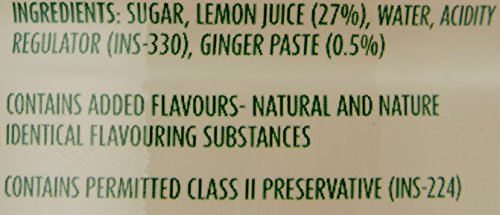 INGREDIENTS: SUGAR, LEMON JUICE (27%), WATER, ACIDITY
REGULATOR (INS-330), GINGER PASTE (0.5%)
CONTAINS ADDED FLAVOURS- NATURAL AND NATURE
IDENTICAL FLAVOURING SUBSTANCES
CONTAINS PERMITTED CLASS II PRESERVATIVE (INS-224)